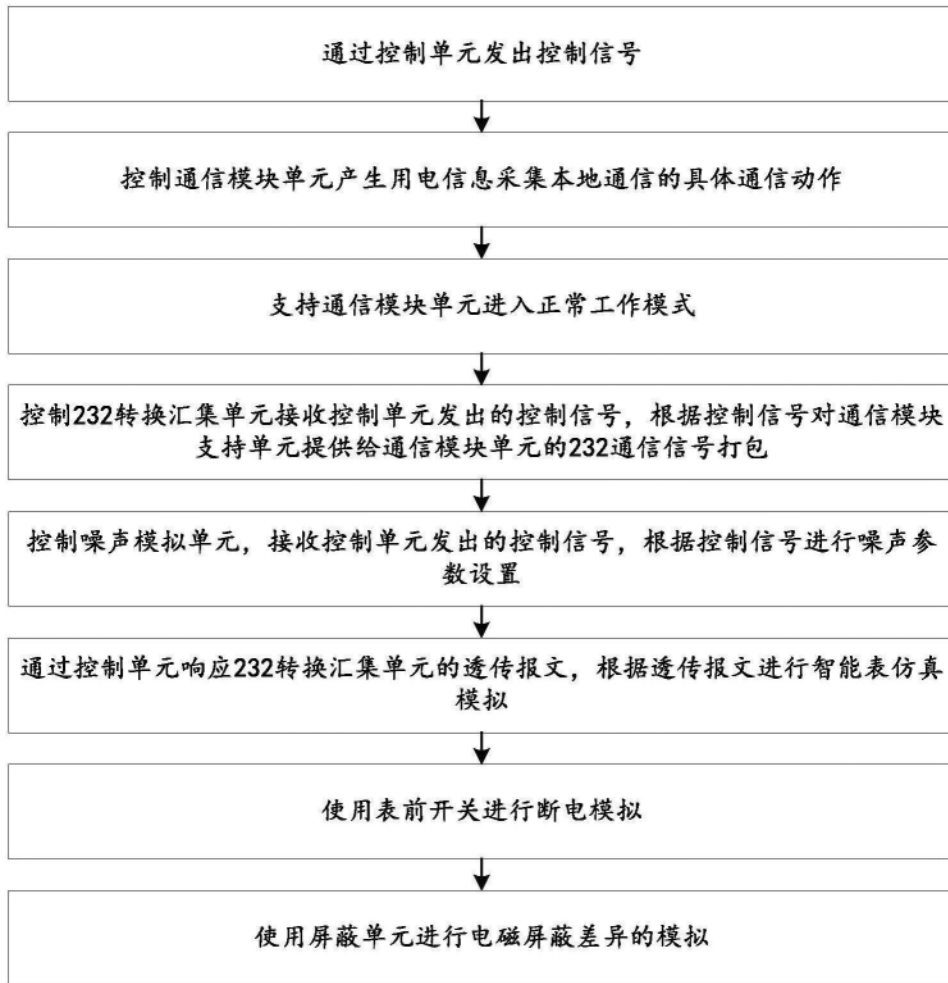 通过控制单元发出控制信号
控制通信模块单元产生用电信息采集本地通信的具体通信动作
支持通信模块单元进入正常工作模式
控制232转换汇集单元接收控制单元发出的控制信号，根据控制信号对通信模块
支持单元提供给通信模块单元的232通信信号打包
控制噪声模拟单元，接收控制单元发出的控制信号，根据控制信号进行噪声参
数设置
通过控制单元响应232转换汇集单元的透传报文，根据透传报文进行智能表仿真
模拟
使用表前开关进行断电模拟
使用屏蔽单元进行电磁屏蔽差异的模拟